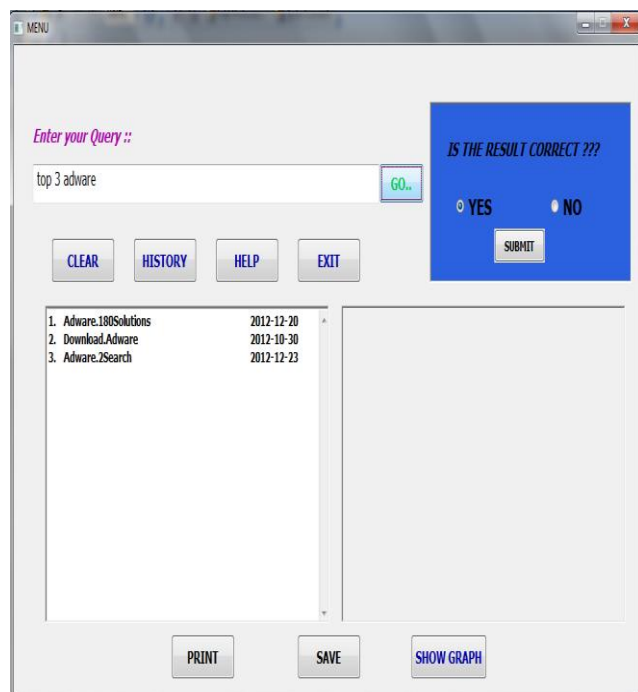 MENU
Enter your Query ::
top 3 adware
GO..
IS THE RESULT CORRECT ???
YES
NO
SUBMIT
CLEAR
HISTORY
HELP
EXIT
1. Adware.180Solutions 2012-12-20
2. Download.Adware 2012-10-30
3. Adware.2Search 2012-12-23
PRINT
SAVE
SHOW GRAPH